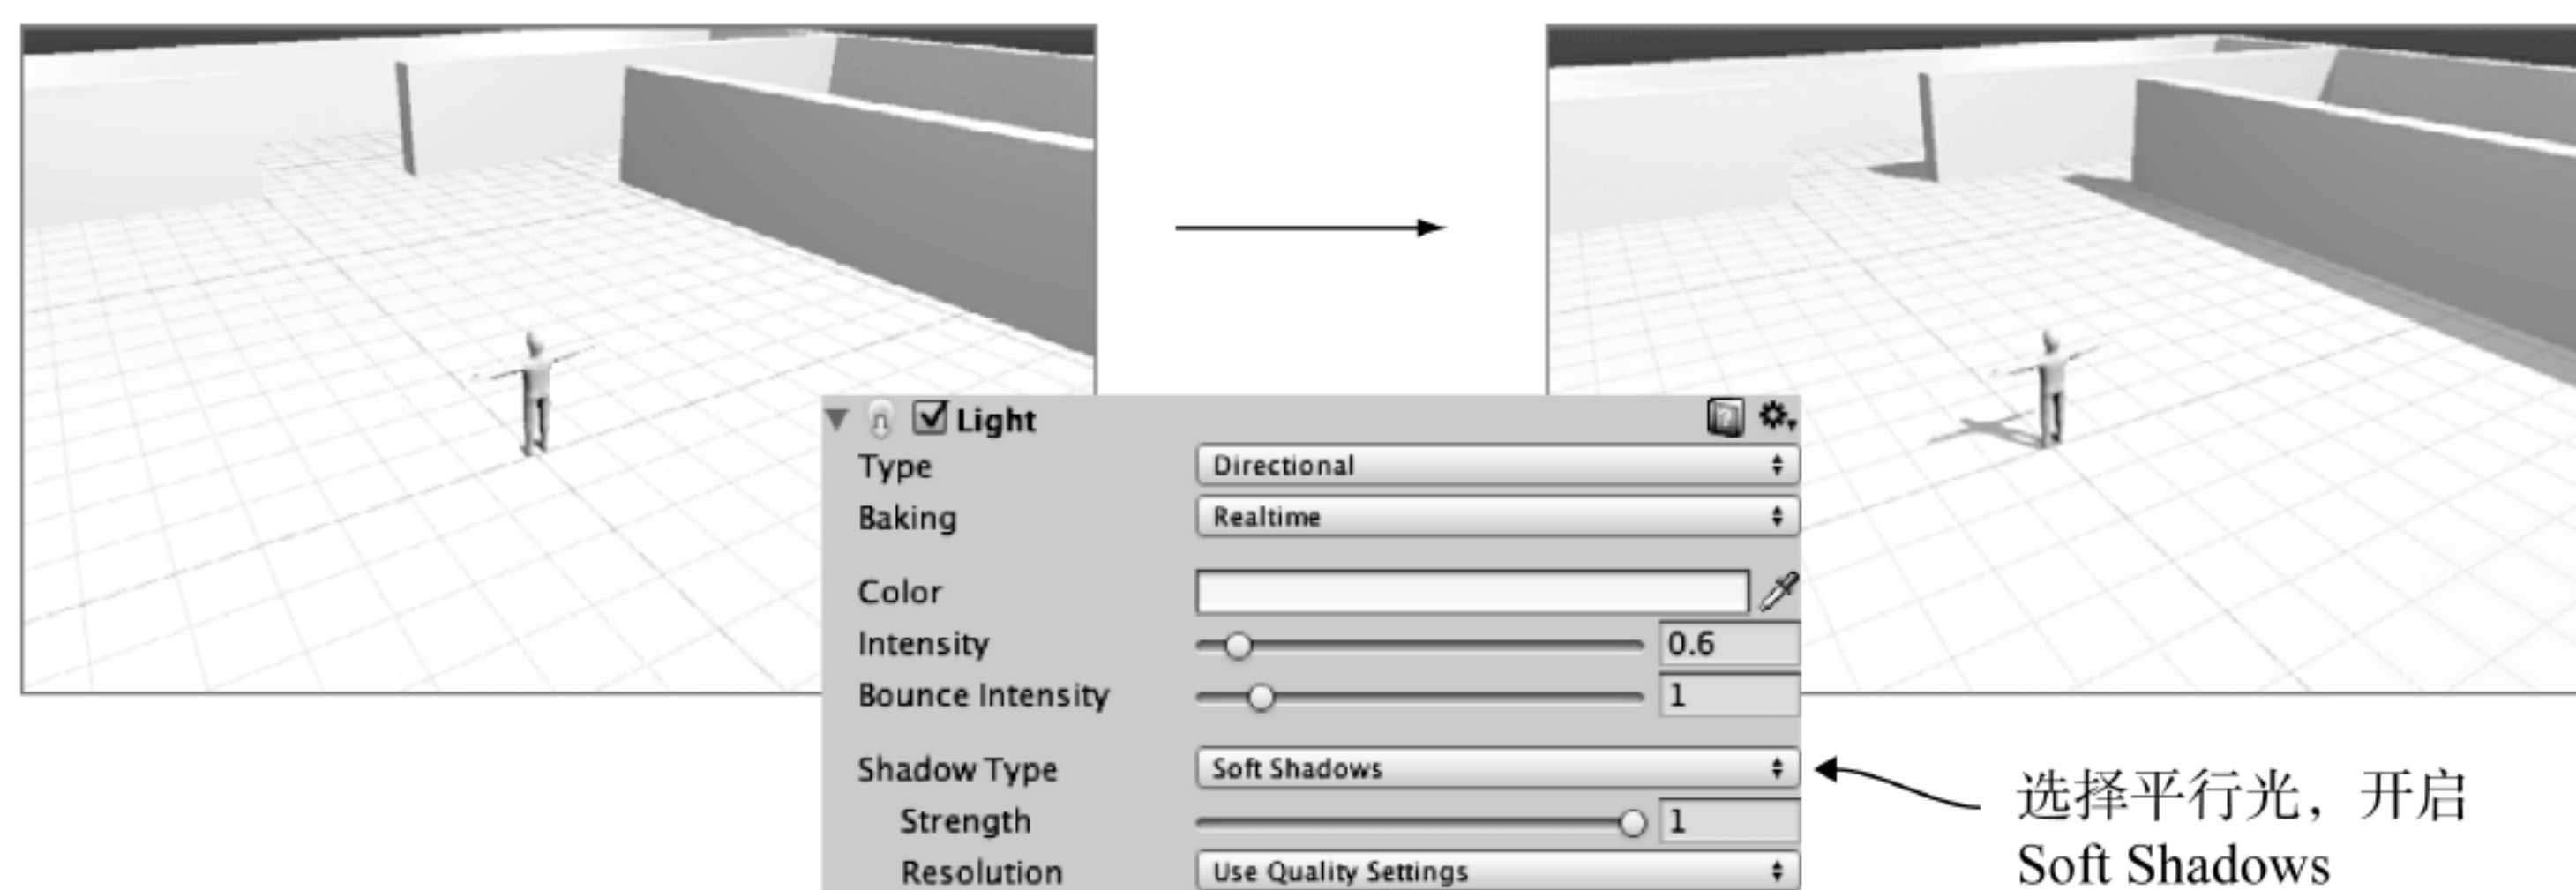 Light
Type Directional
Baking Realtime
Color
Intensity 0.6
Bounce Intensity 1
Shadow Type Soft Shadows
Strength 1
Resolution Use Quality Settings
选择平行光，开启
Soft Shadows